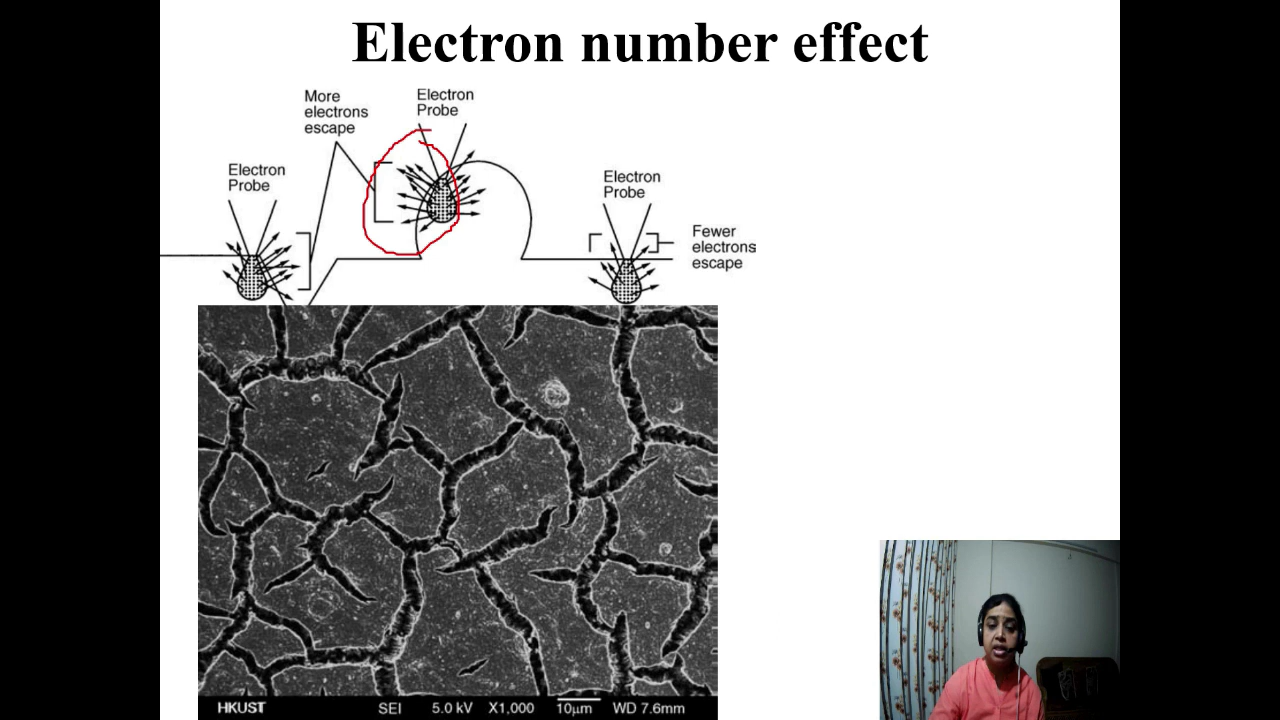 Electron number effect
More
electrons
escape
Electron
Probe
Electron
Probe
Electron
Probe
Fewer
electrons
escape
HKUST SEI 5.0 kV X1,000 10μm WD 7.6mm